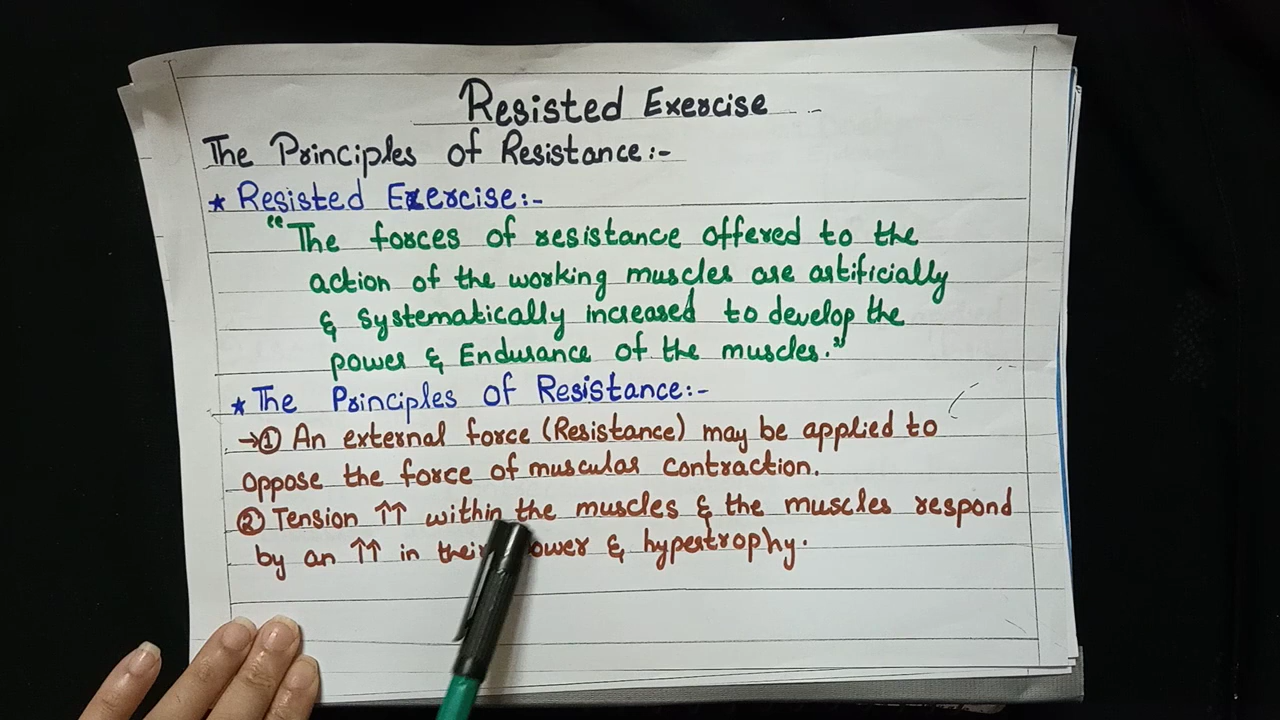 Resisted Exercise
The Principles of Resistance:-
* Resisted Exercise:-
"The forces of resistance offered to the
action of the working muscles are artificially
& systematically increased to develop the
power & Endurance of the muscles."
* The Principles of Resistance:-
→① An external force (Resistance) may be applied to
oppose the force of muscular contraction.
② Tension ↑↑ within the muscles & the muscles respond
by an ↑↑ in their power & hypertrophy.